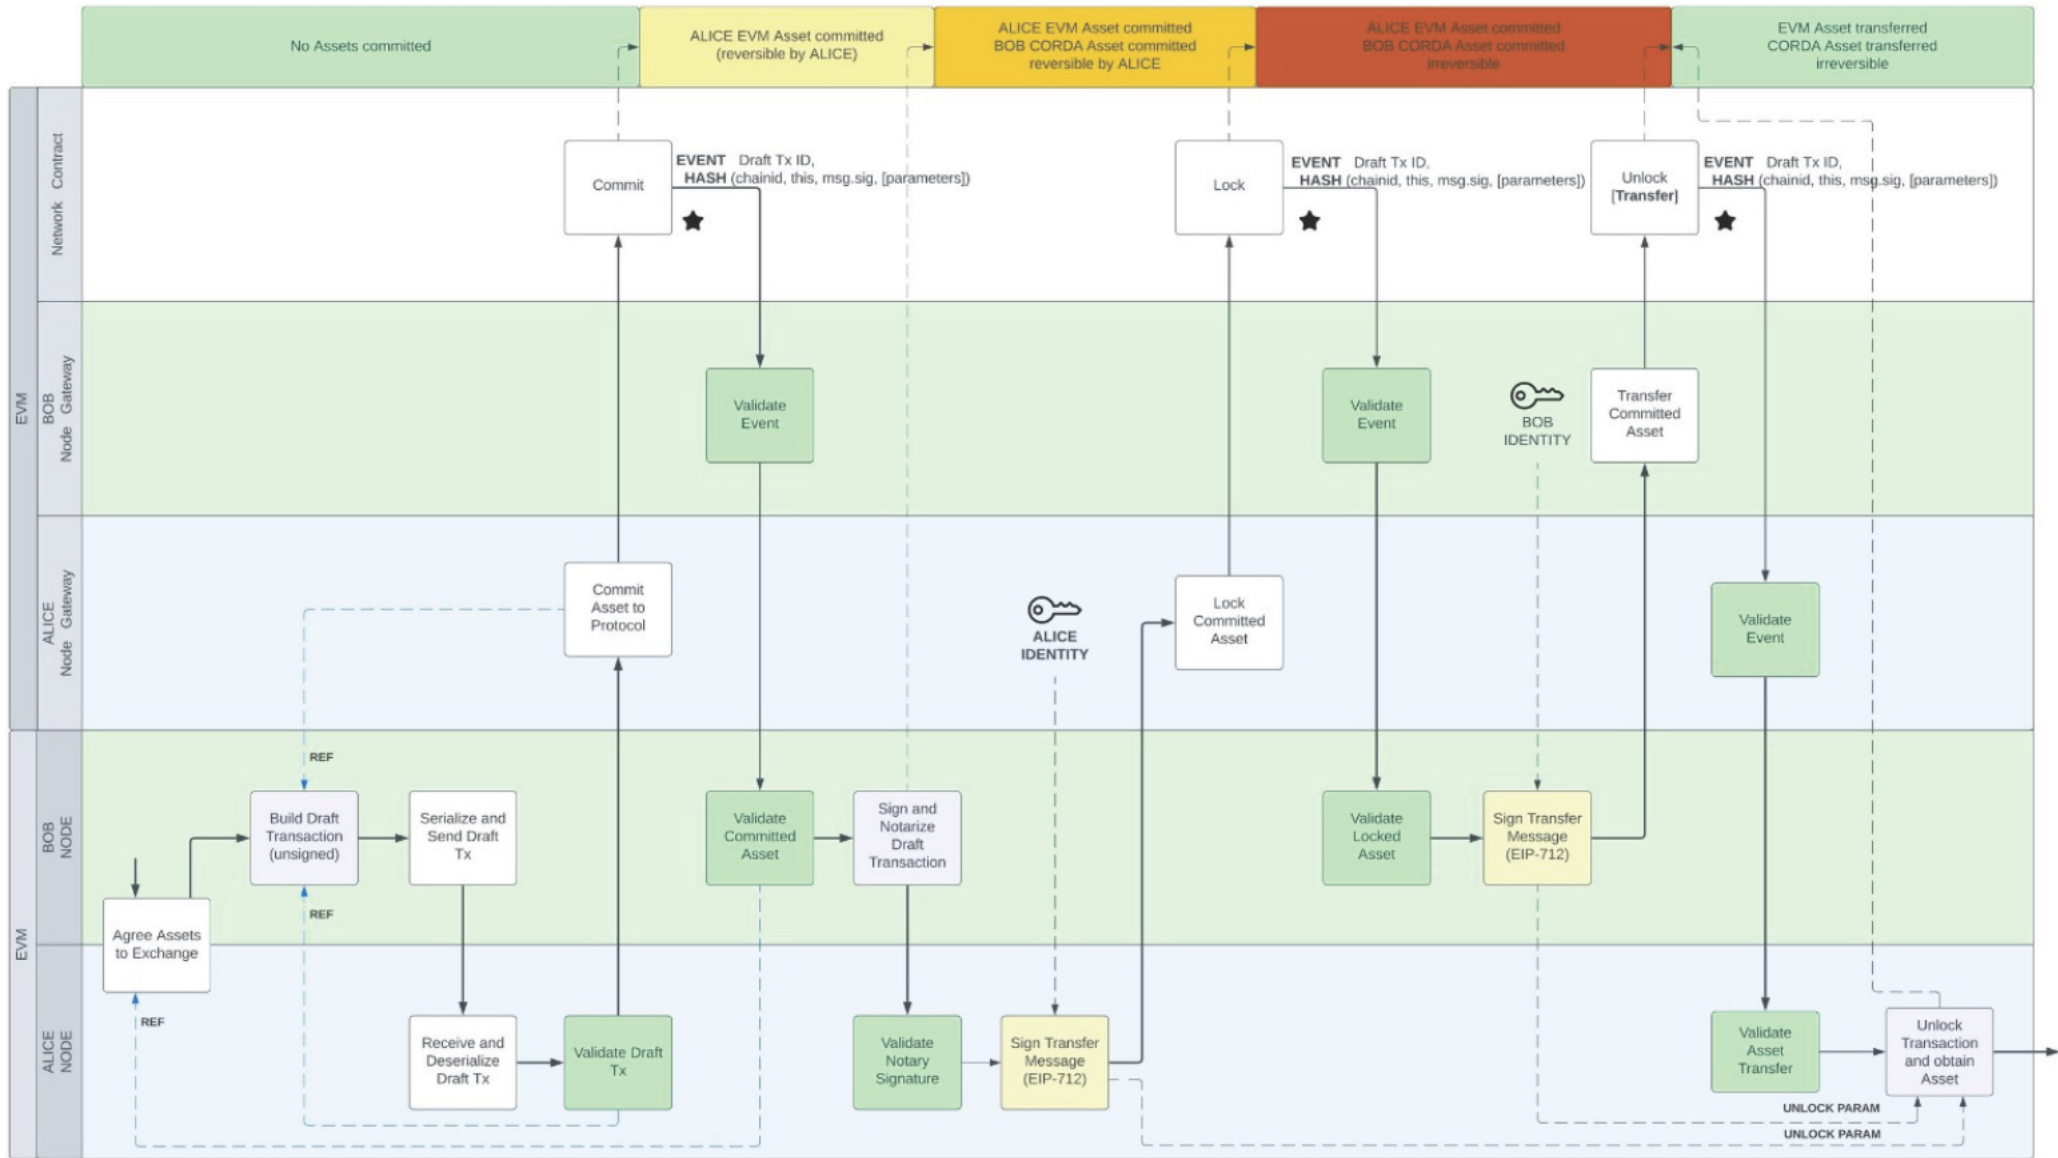 No Assets committed
ALICE EVM Asset committed
(reversible by ALICE)
ALICE EVM Asset committed
BOB CORDA Asset committed
reversible by ALICE
ALICE EVM Asset committed
BOB CORDA Asset committed
irreversible
EVM Asset transferred
CORDA Asset transferred
irreversible
EVM
Network Contract
Commit
EVENT Draft Tx ID,
HASH (chainid, this, msg.sig, [parameters])
Lock
EVENT Draft Tx ID,
HASH (chainid, this, msg.sig, [parameters])
Unlock
[Transfer]
EVENT Draft Tx ID,
HASH (chainid, this, msg.sig, [parameters])
BOB
Node Gateway
Validate
Event
Validate
Event
BOB
IDENTITY
Transfer
Committed
Asset
ALICE
Node Gateway
Commit
Asset to
Protocol
ALICE
IDENTITY
Lock
Committed
Asset
Validate
Event
EVM
BOB
NODE
REF
Build Draft
Transaction
(unsigned)
Serialize and
Send Draft
Tx
Validate
Committed
Asset
Sign and
Notarize
Draft
Transaction
Validate
Locked
Asset
Sign Transfer
Message
(EIP-712)
REF
Agree Assets
to Exchange
ALICE
NODE
REF
Receive and
Deserialize
Draft Tx
Validate Draft
Tx
Validate
Notary
Signature
Sign Transfer
Message
(EIP-712)
Validate
Asset
Transfer
Unlock
Transaction
and obtain
Asset
UNLOCK PARAM
UNLOCK PARAM